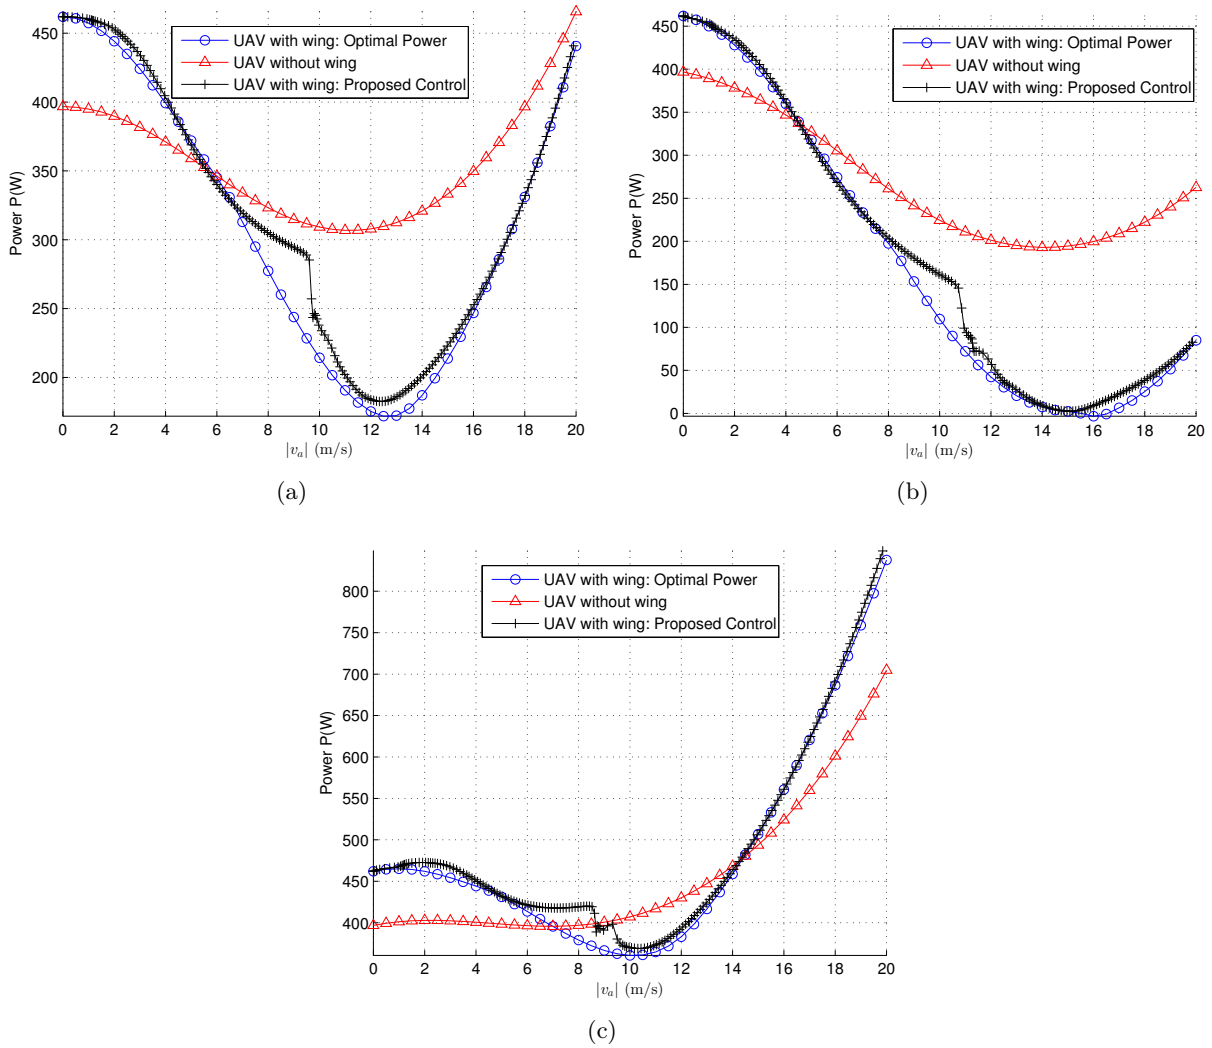 450
400
350
300
250
200
Power P(W)
UAV with wing: Optimal Power
UAV without wing
UAV with wing: Proposed Control
0 2 4 6 8 10 12 14 16 18 20
|v_a| (m/s)
(a)
450
400
350
300
250
200
150
100
50
0
Power P(W)
UAV with wing: Optimal Power
UAV without wing
UAV with wing: Proposed Control
0 2 4 6 8 10 12 14 16 18 20
|v_a| (m/s)
(b)
800
750
700
650
600
550
500
450
400
Power P(W)
UAV with wing: Optimal Power
UAV without wing
UAV with wing: Proposed Control
0 2 4 6 8 10 12 14 16 18 20
|v_a| (m/s)
(c)